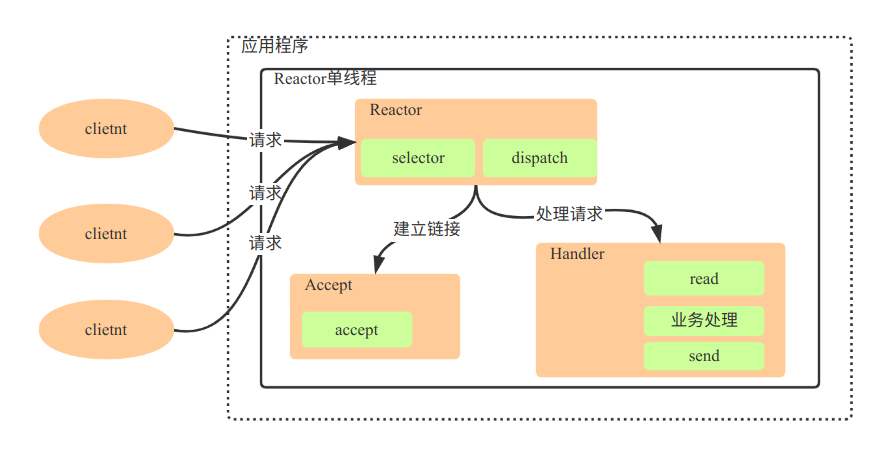 应用程序
Reactor单线程
Reactor
selector
dispatch
clietnt
请求
clietnt
请求
clietnt
请求
建立链接
处理请求
Accept
accept
Handler
read
业务处理
send